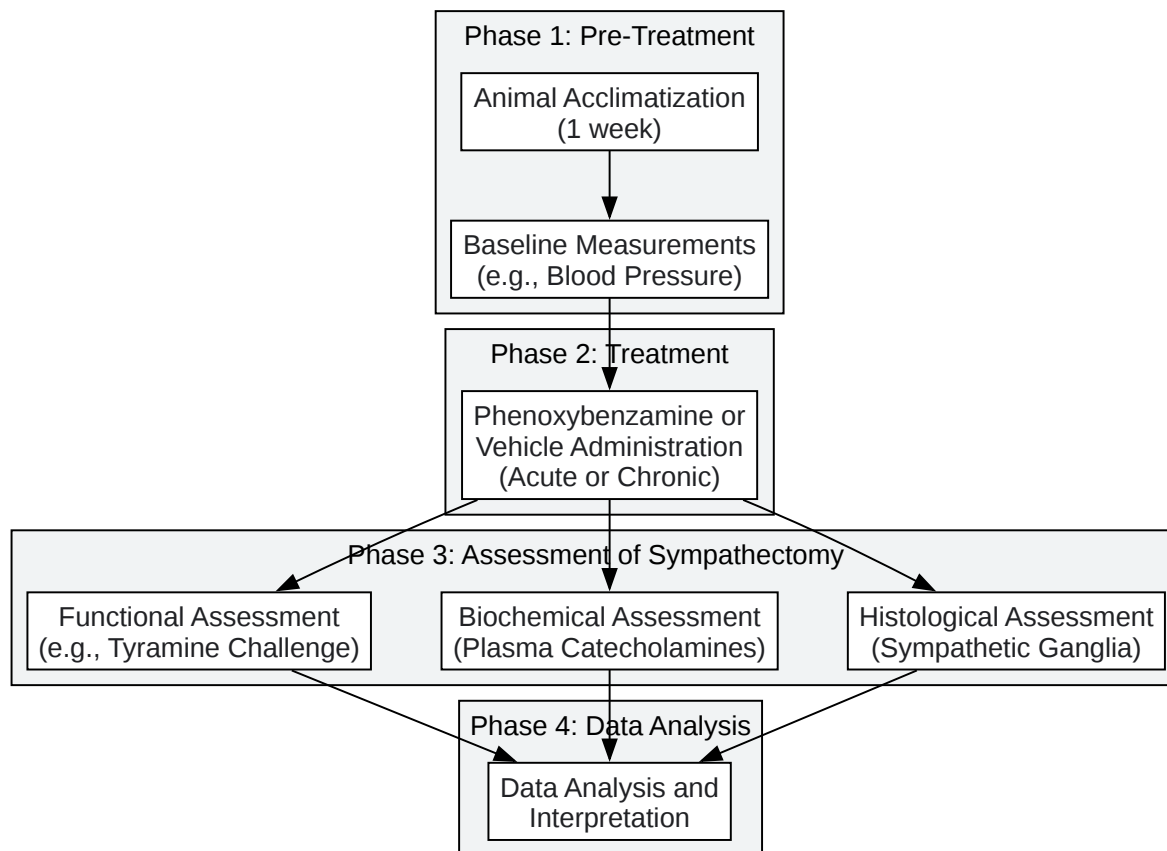 Phase 1: Pre-Treatment
Animal Acclimatization
(1 week)
Baseline Measurements
(e.g., Blood Pressure)
Phase 2: Treatment
Phenoxybenzamine or
Vehicle Administration
(Acute or Chronic)
Phase 3: Assessment of Sympathectomy
Functional Assessment
(e.g., Tyramine Challenge)
Biochemical Assessment
(Plasma Catecholamines)
Histological Assessment
(Sympathetic Ganglia)
Phase 4: Data Analysis
Data Analysis and
Interpretation